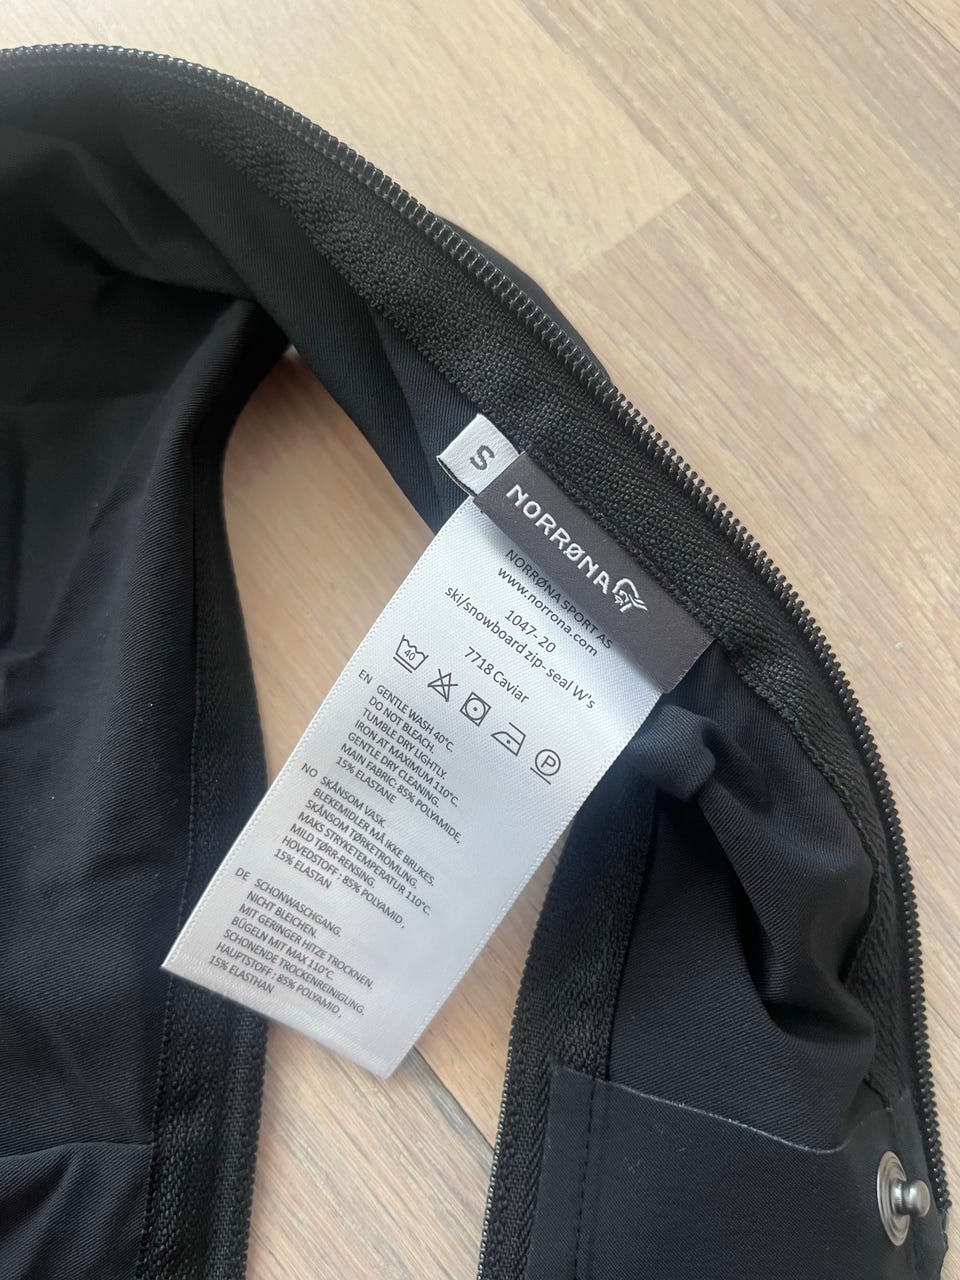 S
NORRØNA
NORRØNA SPORT AS
www.norrona.com
1047-20
ski/snowboard zip-seal W's
7718 Caviar
40
P
EN GENTLE WASH 40°C.
DO NOT BLEACH.
TUMBLE DRY LIGHTLY.
IRON AT MAXIMUM 110°C.
GENTLE DRY CLEANING.
MAIN FABRIC: 85% POLYAMIDE,
15% ELASTANE
NO SKÅNSOM VASK.
BLEKEMIDLER MÅ IKKE BRUKES.
SKÅNSOM TØRKETROMLING.
MAKS STRYKETEMPERATUR 110°C.
MILD TØRR-RENSING.
HOVEDSTOFF : 85% POLYAMID ,
15% ELASTAN
DE SCHONWASCHGANG.
NICHT BLEICHEN.
MIT GERINGER HITZE TROCKNEN.
BÜGELN MIT MAX 110°C.
SCHONENDE TROCKENREINIGUNG.
HAUPTSTOFF : 85% POLYAMID ,
15% ELASTHAN